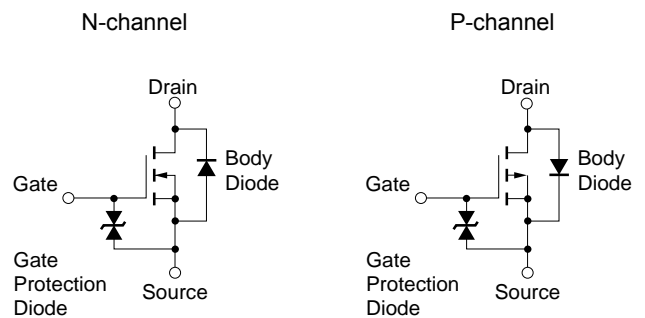 N-channel
P-channel
Drain
Drain
Body
Diode
Body
Diode
Gate
Gate
Gate
Protection
Diode
Source
Gate
Protection
Diode
Source